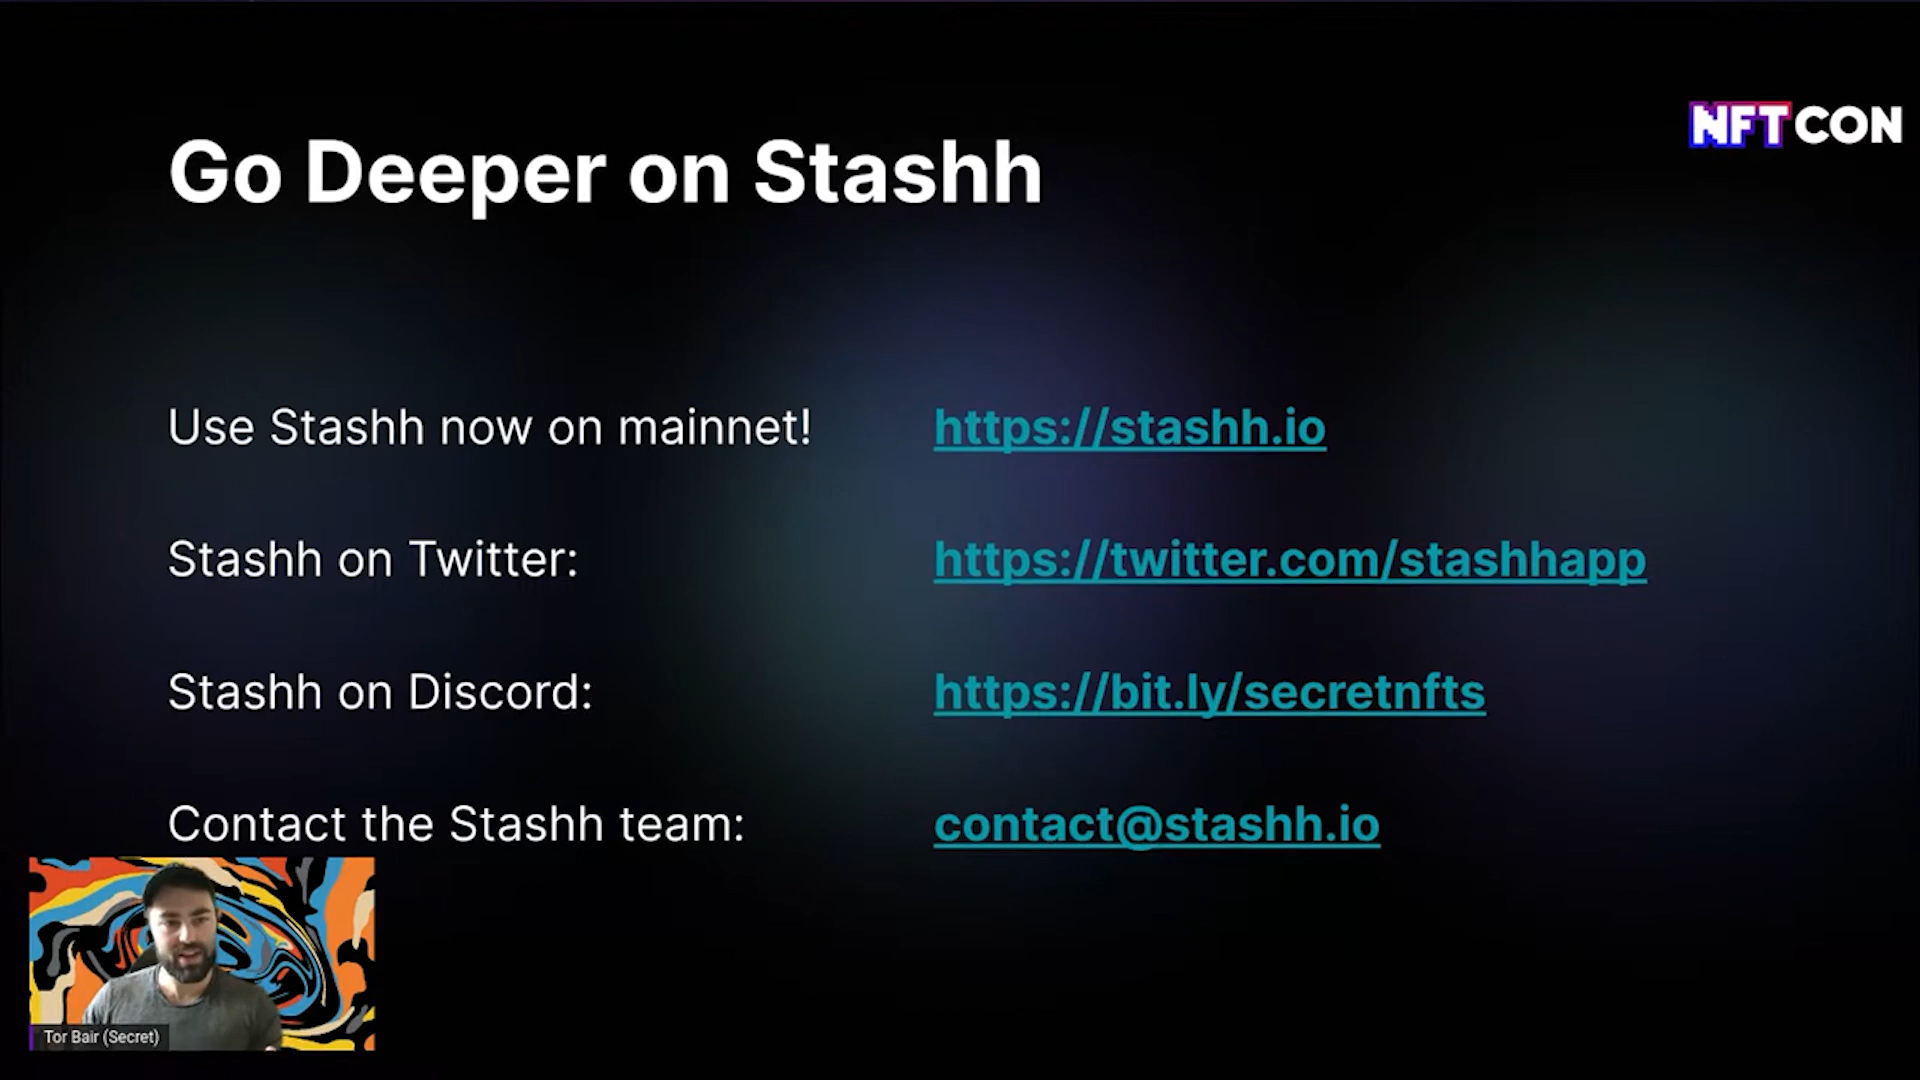 NFT CON
Go Deeper on Stashh
Use Stashh now on mainnet! https://stashh.io
Stashh on Twitter: https://twitter.com/stashhapp
Stashh on Discord: https://bit.ly/secretnfts
Contact the Stashh team: contact@stashh.io
Tor Bair (Secret)